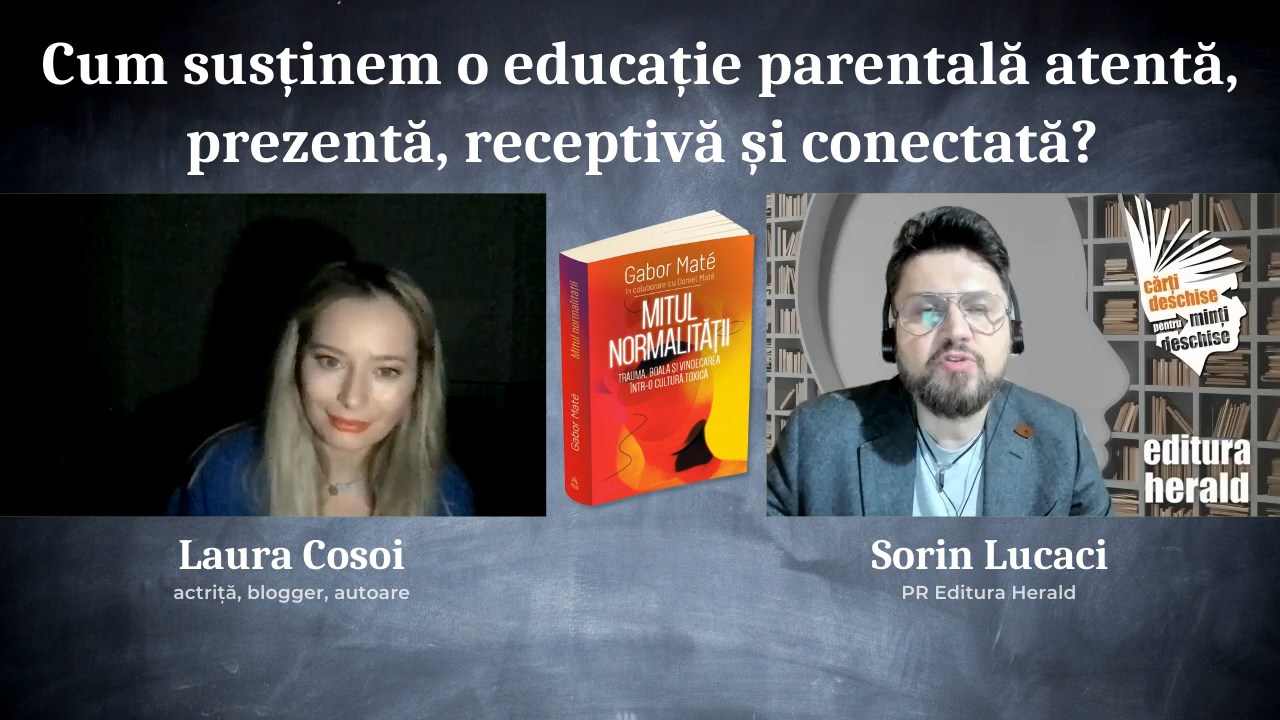 Cum susținem o educație parentală atentă,
prezentă, receptivă și conectată?
Gabor Maté
În colaborare cu Daniel Maté
MITUL
NORMALITĂȚII
TRAUMA, BOALA ȘI VINDECAREA
ÎNTR-O CULTURĂ TOXICĂ
Mitul normalității
Gabor Maté
cărți
deschise
pentru minți
deschise
editura
herald
Laura Cosoi
actriță, blogger, autoare
Sorin Lucaci
PR Editura Herald